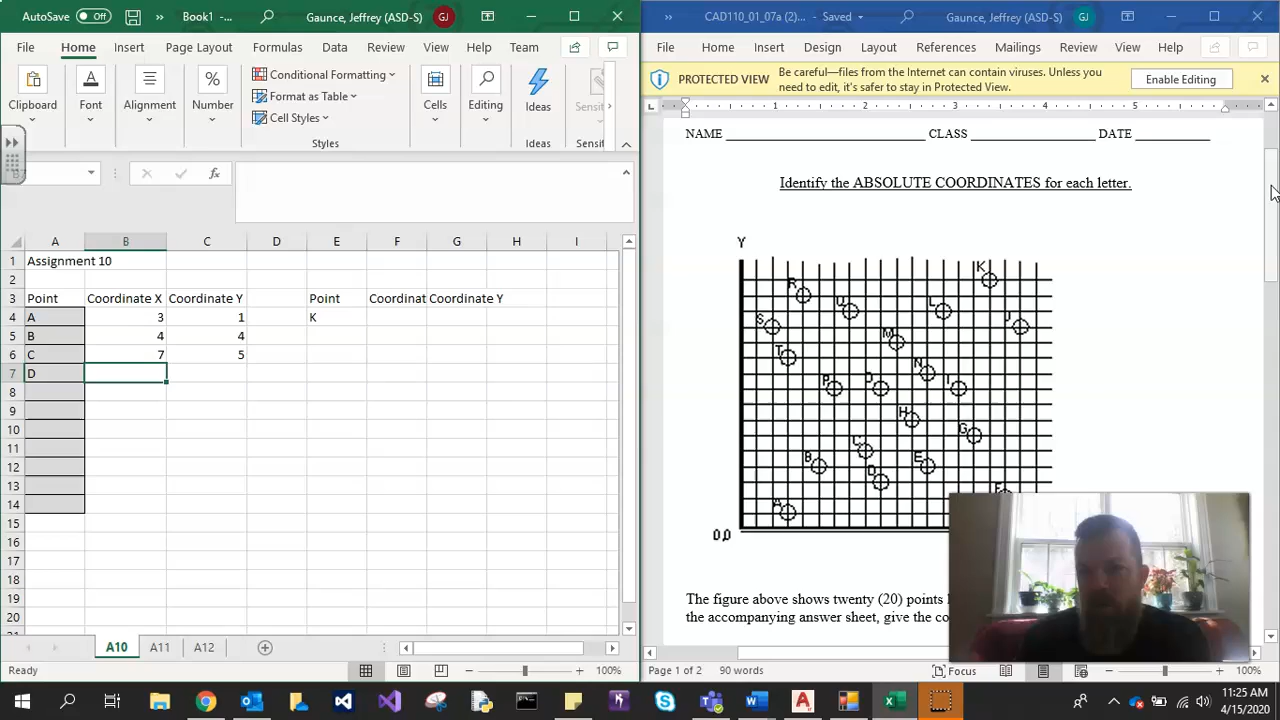 AutoSave Off Book1 - Gaunce, Jeffrey (ASD-S) GJ
File Home Insert Page Layout Formulas Data Review View Help Team
Clipboard Font Alignment Number
Conditional Formatting
Format as Table
Cell Styles
Styles
Cells Editing Ideas
Ideas
A B C D E F G H I
1 Assignment 10
2
3 Point Coordinate X Coordinate Y Point Coordinat Coordinate Y
4 A 3 1 K
5 B 4 4
6 C 7 5
7 D
8
9
10
11
12
13
14
15
16
17
18
19
20
A10 A11 A12
Ready 100%
CAD110_01_07a (2)... - Saved Gaunce, Jeffrey (ASD-S) GJ
File Home Insert Design Layout References Mailings Review View Help
PROTECTED VIEW Be careful—files from the Internet can contain viruses. Unless you
need to edit, it's safer to stay in Protected View.
Enable Editing
1 2 3 4 5
NAME CLASS DATE
Identify the ABSOLUTE COORDINATES for each letter.
Y
K
R
U L
S J
M
T
N
P
H
G
C
B E
D
A F
0,0
The figure above shows twenty (20) points
the accompanying answer sheet, give the co
Page 1 of 2 90 words Focus 100%
11:25 AM
4/15/2020